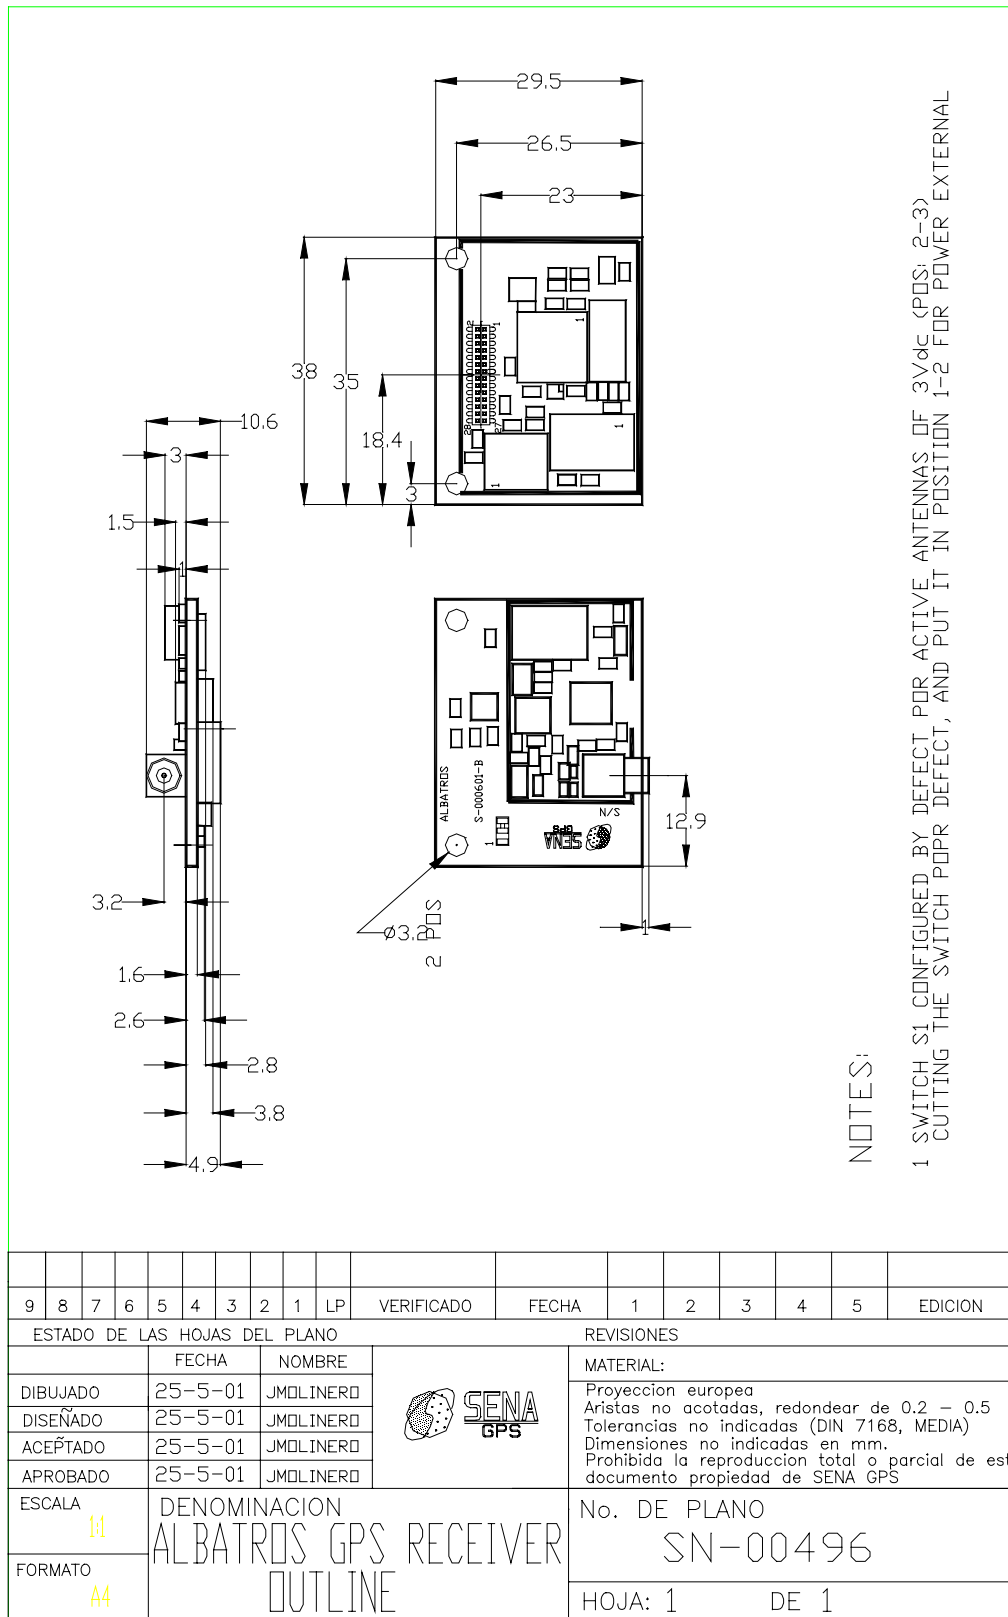 29.5
26.5
23
38
35
18.4
3
10.6
3
1.5
1
2
1
28
27
1
1
1
ALBATROS
S-000601-B
N/S
SENA
GPS
1
12.9
3.2
ø3.2
2 POS
1
1.6
2.6
2.8
3.8
4.9
NOTES:
1 SWITCH S1 CONFIGURED BY DEFECT POR ACTIVE ANTENNAS OF 3Vdc (POS: 2-3)
CUTTING THE SWITCH POPR DEFECT, AND PUT IT IN POSITION 1-2 FOR POWER EXTERNAL
9 8 7 6 5 4 3 2 1 LP VERIFICADO FECHA 1 2 3 4 5 EDICION
ESTADO DE LAS HOJAS DEL PLANO REVISIONES
FECHA NOMBRE
DIBUJADO 25-5-01 JMOLINERO
DISEÑADO 25-5-01 JMOLINERO
ACEPTADO 25-5-01 JMOLINERO
APROBADO 25-5-01 JMOLINERO
SENA
GPS
MATERIAL:
Proyeccion europea
Aristas no acotadas, redondear de 0.2 - 0.5
Tolerancias no indicadas (DIN 7168, MEDIA)
Dimensiones no indicadas en mm.
Prohibida la reproduccion total o parcial de est
documento propiedad de SENA GPS
ESCALA
1:1
FORMATO
A4
DENOMINACION
ALBATROS GPS RECEIVER
OUTLINE
No. DE PLANO
SN-00496
HOJA: 1 DE 1